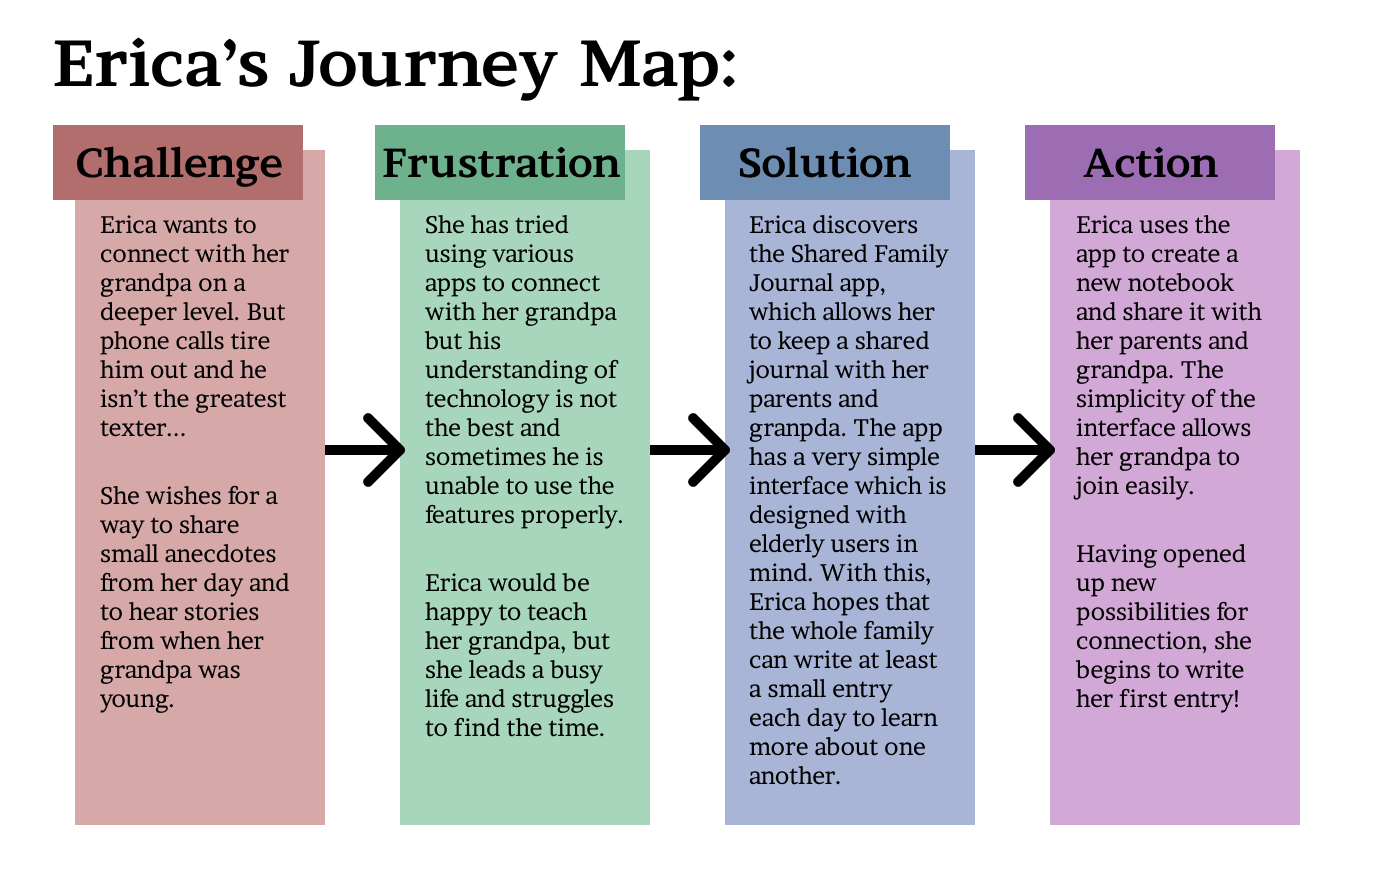 Erica’s Journey Map:
Challenge
Erica wants to
connect with her
grandpa on a
deeper level. But
phone calls tire
him out and he
isn’t the greatest
texter...
She wishes for a
way to share
small anecdotes
from her day and
to hear stories
from when her
grandpa was
young.
Frustration
She has tried
using various
apps to connect
with her grandpa
but his
understanding of
technology is not
the best and
sometimes he is
unable to use the
features properly.
Erica would be
happy to teach
her grandpa, but
she leads a busy
life and struggles
to find the time.
Solution
Erica discovers
the Shared Family
Journal app,
which allows her
to keep a shared
journal with her
parents and
granpda. The app
has a very simple
interface which is
designed with
elderly users in
mind. With this,
Erica hopes that
the whole family
can write at least
a small entry
each day to learn
more about one
another.
Action
Erica uses the
app to create a
new notebook
and share it with
her parents and
grandpa. The
simplicity of the
interface allows
her grandpa to
join easily.
Having opened
up new
possibilities for
connection, she
begins to write
her first entry!